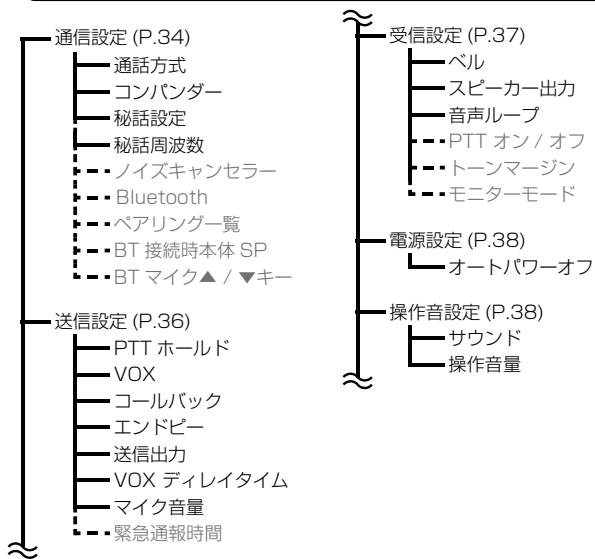 通信設定 (P.34)
通話方式
コンパンダー
秘話設定
秘話周波数
ノイズキャンセラー
Bluetooth
ペアリング一覧
BT 接続時本体 SP
BT マイク▲ / ▼キー
送信設定 (P.36)
PTT ホールド
VOX
コールバック
エンドピー
送信出力
VOX ディレイタイム
マイク音量
緊急通報時間
受信設定 (P.37)
ベル
スピーカー出力
音声ループ
PTT オン / オフ
トーンマージン
モニターモード
電源設定 (P.38)
オートパワーオフ
操作音設定 (P.38)
サウンド
操作音量